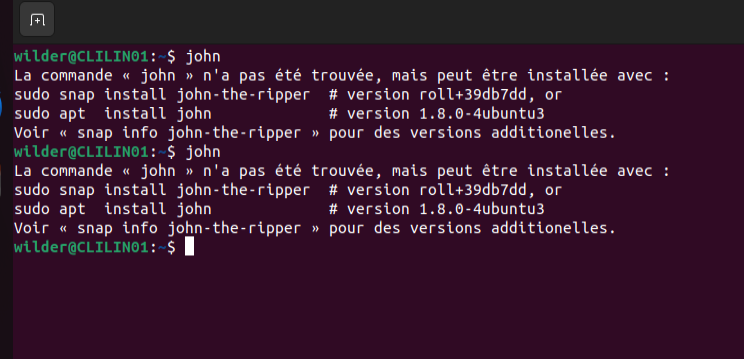 wilder@CLILIN01:~$ john
La commande « john » n'a pas été trouvée, mais peut être installée avec :
sudo snap install john-the-ripper  # version roll+39db7dd, or
sudo apt  install john             # version 1.8.0-4ubuntu3
Voir « snap info john-the-ripper » pour des versions additionelles.
wilder@CLILIN01:~$ john
La commande « john » n'a pas été trouvée, mais peut être installée avec :
sudo snap install john-the-ripper  # version roll+39db7dd, or
sudo apt  install john             # version 1.8.0-4ubuntu3
Voir « snap info john-the-ripper » pour des versions additionelles.
wilder@CLILIN01:~$